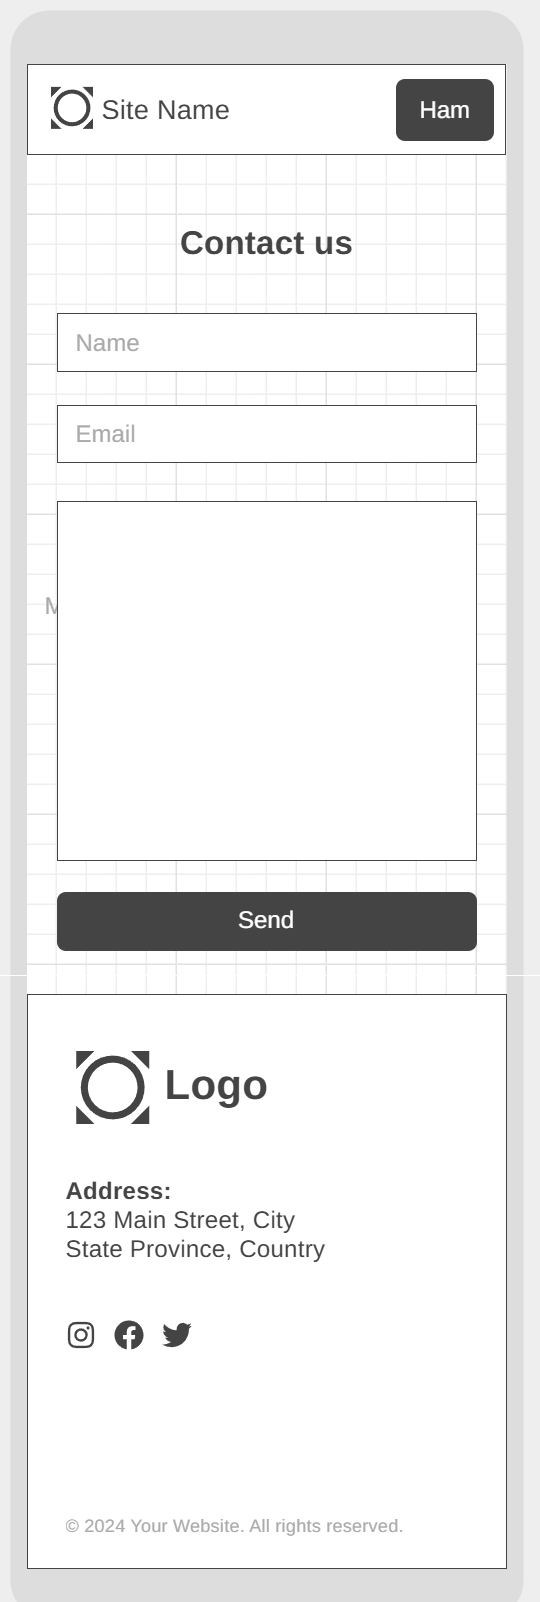 Site Name
Ham
Contact us
Name
Email
Send
Logo
Address:
123 Main Street, City
State Province, Country
© 2024 Your Website. All rights reserved.